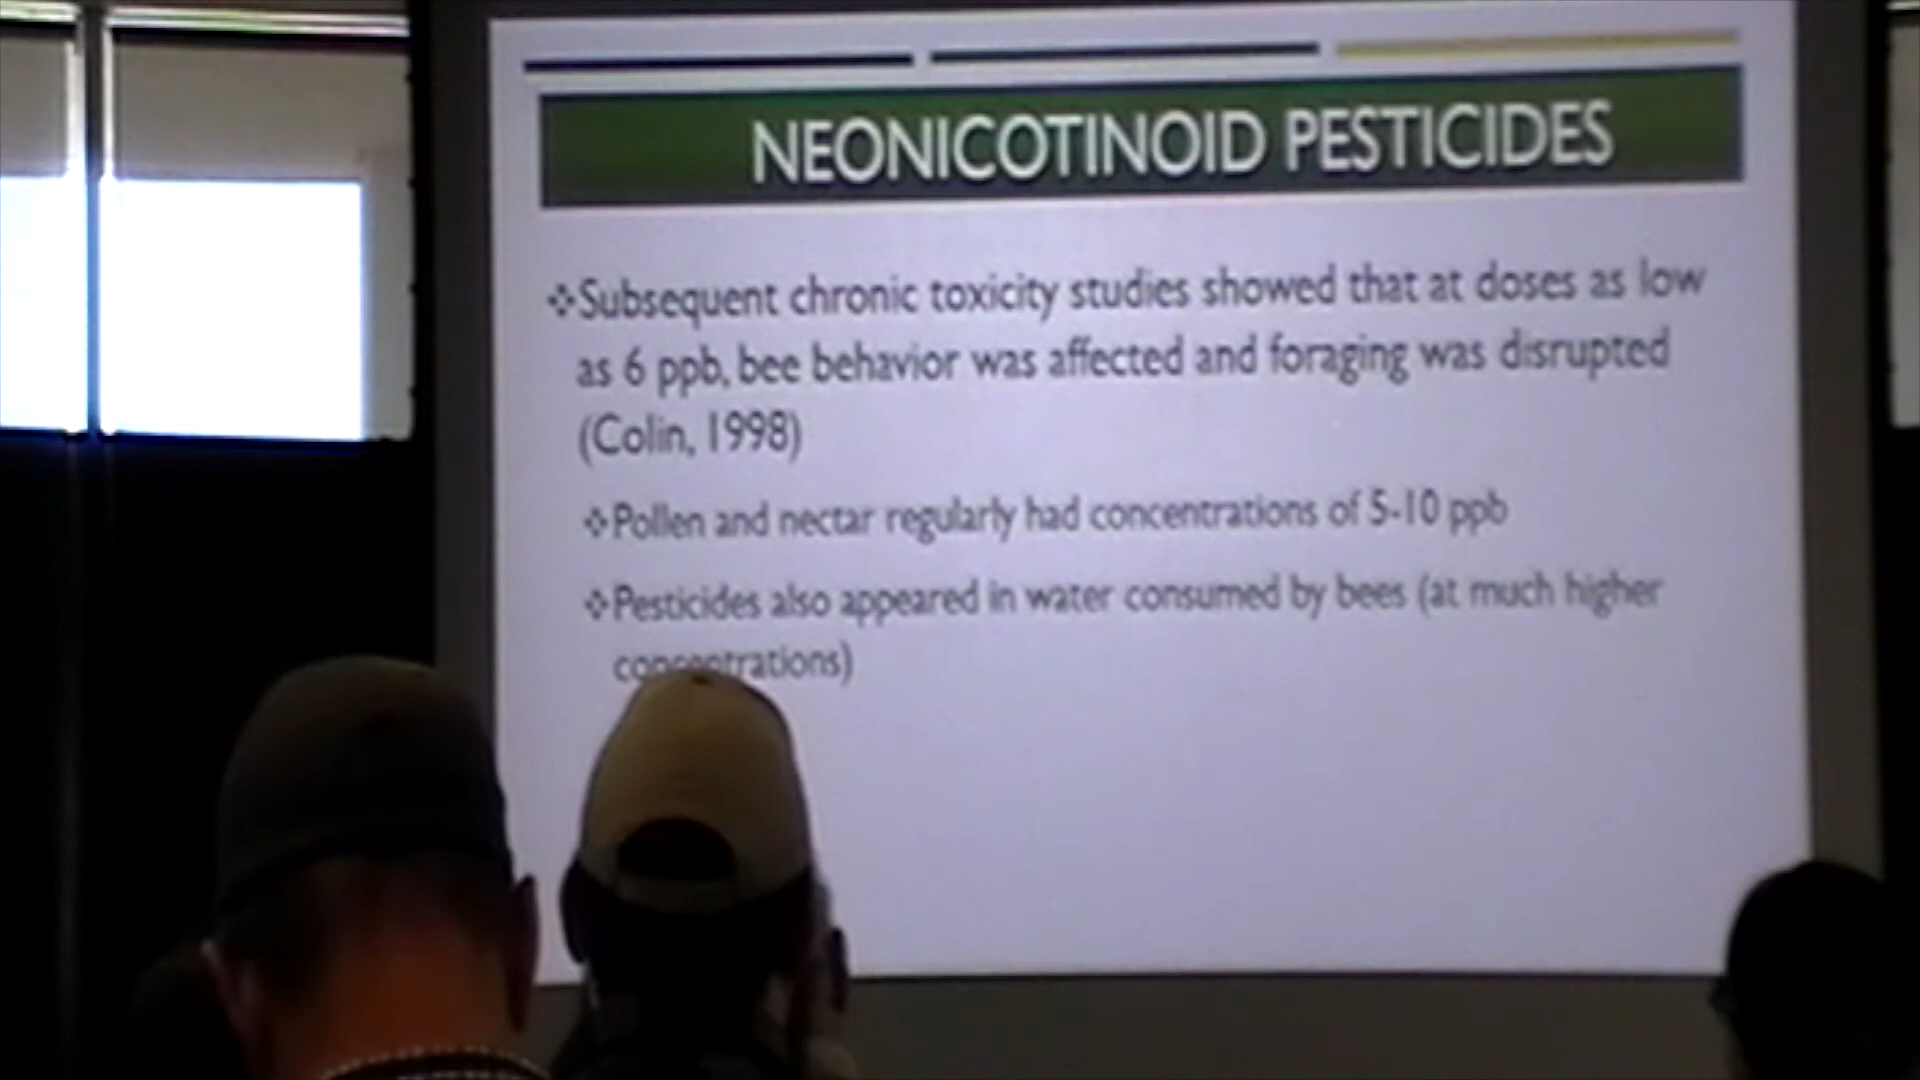 NEONICOTINOID PESTICIDES
❖Subsequent chronic toxicity studies showed that at doses as low
as 6 ppb, bee behavior was affected and foraging was disrupted
(Colin, 1998)
❖Pollen and nectar regularly had concentrations of 5-10 ppb
❖Pesticides also appeared in water consumed by bees (at much higher
concentrations)